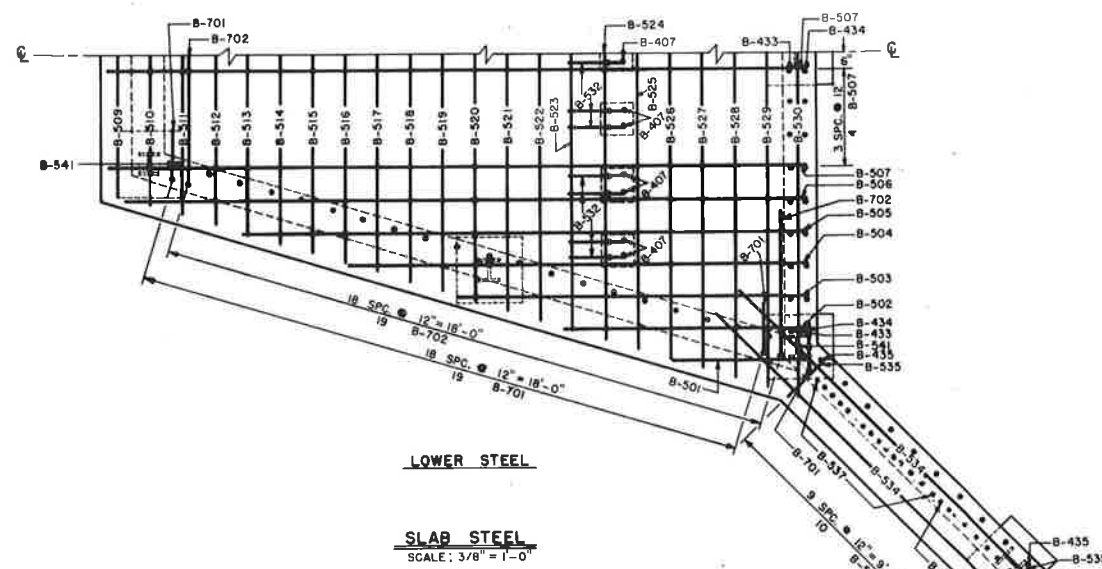 B-701
B-702
B-524
B-407
B-507
B-434
B-433
℄
℄
6"
B-507
3 SPC. @ 12
4
B-509
B-510
B-511
B-512
B-513
B-514
B-515
B-516
B-517
B-518
B-519
B-520
B-521
B-522
B-523
B-532
B-407
B-525
B-526
B-527
B-528
B-529
B-530
B-541
B-532
B-407
B-407
B-507
B-506
B-702
B-505
B-504
B-701
B-503
B-502
B-434
B-433
B-541
B-435
B-535
B-501
18 SPC. @ 12" = 18'-0"
19 B-702
18 SPC. @ 12" = 18'-0"
19 B-701
LOWER STEEL
SLAB STEEL
SCALE: 3/8" = 1'-0"
B-701
B-537
B-534
B-534
9 SPC. @ 12" = 9'
10
B-435